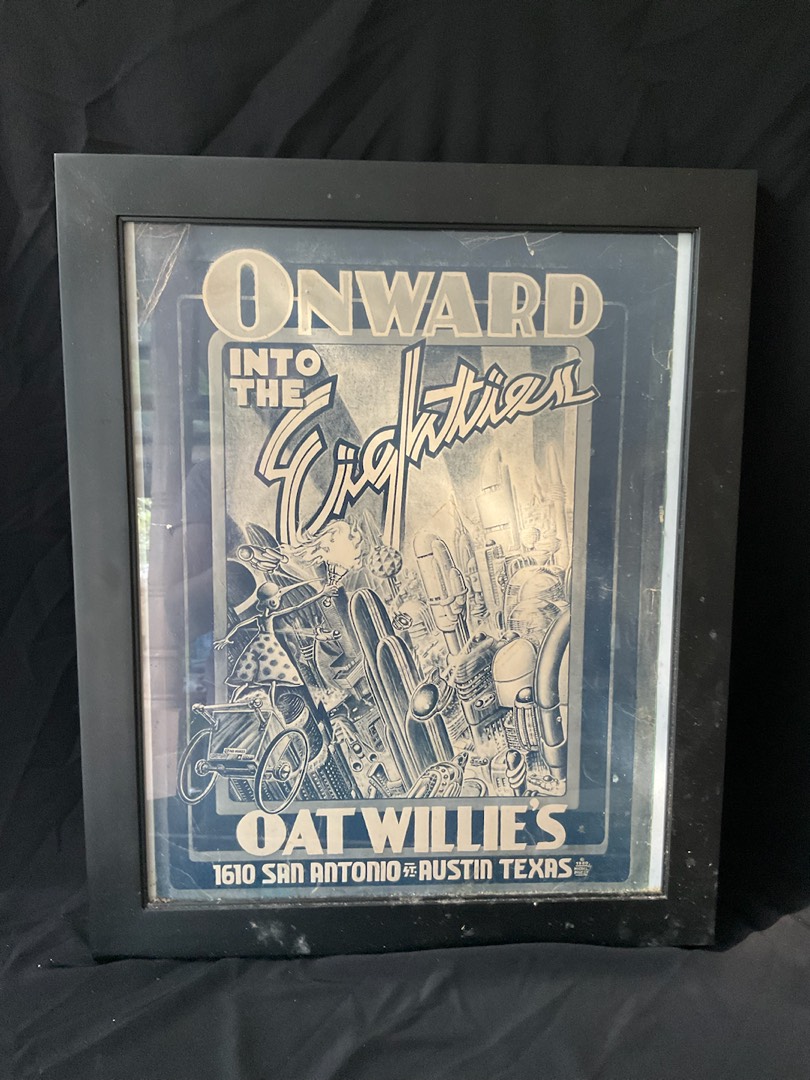 ONWARD
INTO
THE
Eighties
OAT WILLIE'S
1610 SAN ANTONIO ST. AUSTIN TEXAS